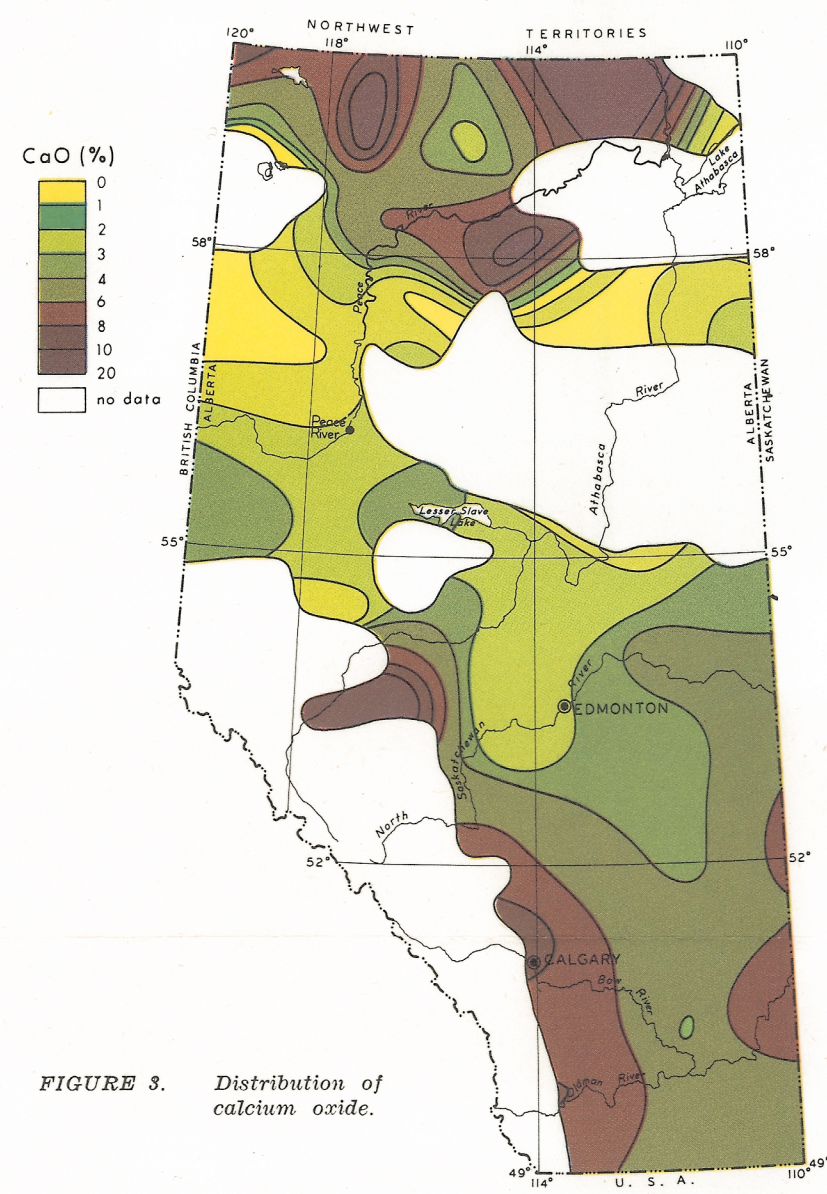 NORTHWEST TERRITORIES
120° 118° 114° 110°
CaO (%)
0
1
2
3
4
6
8
10
20
no data
Lake
Athabasca
River
58° 58°
Peace
BRITISH COLUMBIA
ALBERTA
ALBERTA
SASKATCHEWAN
River
Peace
River
Athabasca
Lesser Slave
Lake
55° 55°
River
EDMONTON
Saskatchewan
North
52° 52°
CALGARY
Bow
River
Oldman River
FIGURE 3. Distribution of
calcium oxide.
49° 49°
114° 110°
U. S. A.